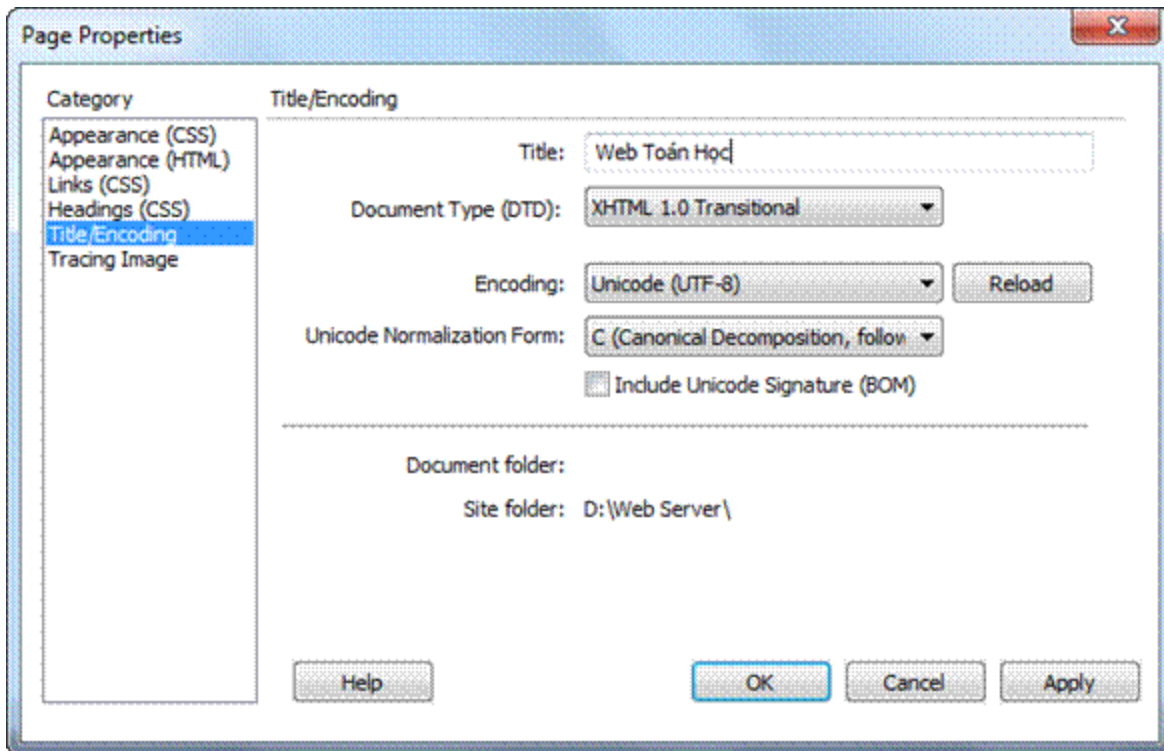 Page Properties
Category
Appearance (CSS)
Appearance (HTML)
Links (CSS)
Headings (CSS)
Title/Encoding
Tracing Image
Title/Encoding
Title: Web Toán Học
Document Type (DTD): XHTML 1.0 Transitional
Encoding: Unicode (UTF-8) Reload
Unicode Normalization Form: C (Canonical Decomposition, follow
Include Unicode Signature (BOM)
Document folder:
Site folder: D:\Web Server\
Help OK Cancel Apply